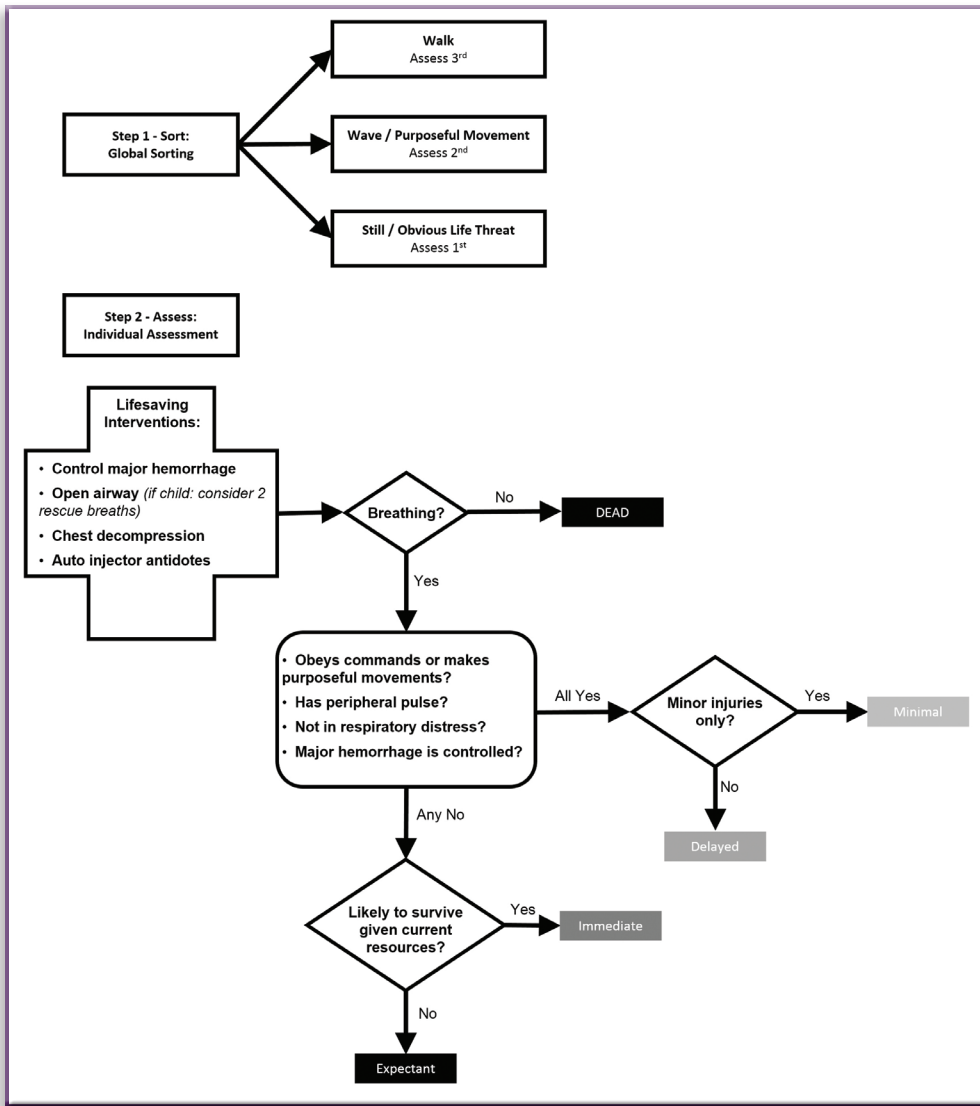 Walk
Assess 3rd
Step 1 - Sort:
Global Sorting
Wave / Purposeful Movement
Assess 2nd
Still / Obvious Life Threat
Assess 1st
Step 2 - Assess:
Individual Assessment
Lifesaving
Interventions:
• Control major hemorrhage
• Open airway (if child: consider 2
rescue breaths)
• Chest decompression
• Auto injector antidotes
Breathing?
No
DEAD
Yes
• Obeys commands or makes
purposeful movements?
• Has peripheral pulse?
• Not in respiratory distress?
• Major hemorrhage is controlled?
All Yes
Minor injuries
only?
Yes
Minimal
No
Delayed
Any No
Likely to survive
given current
resources?
Yes
Immediate
No
Expectant